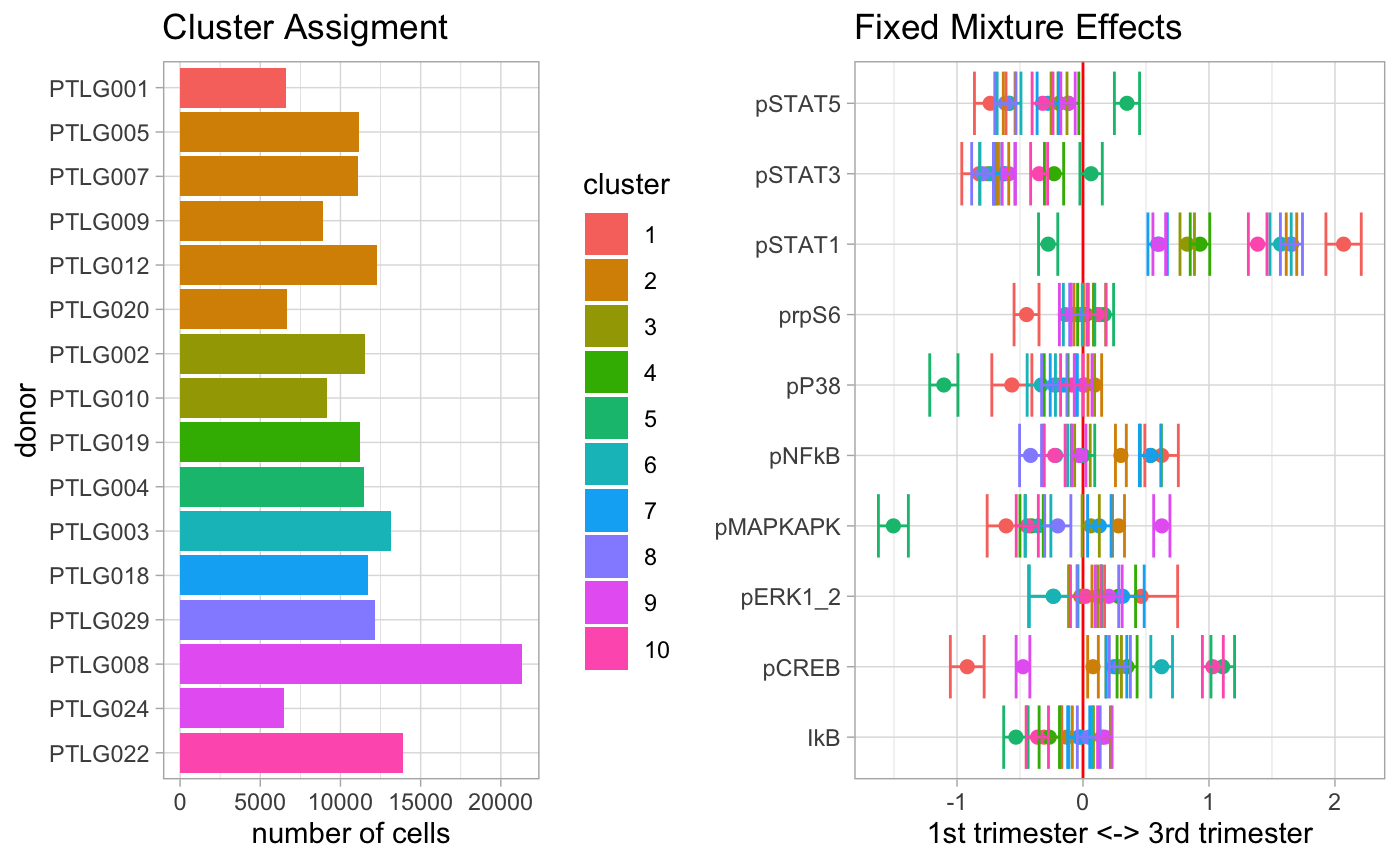 Cluster Assigment
PTLG001
PTLG005
PTLG007
PTLG009
PTLG012
PTLG020
PTLG002
PTLG010
PTLG019
PTLG004
PTLG003
PTLG018
PTLG029
PTLG008
PTLG024
PTLG022
donor
0 5000 10000 15000 20000
number of cells
cluster
1
2
3
4
5
6
7
8
9
10
Fixed Mixture Effects
pSTAT5
pSTAT3
pSTAT1
prpS6
pP38
pNFkB
pMAPKAPK
pERK1_2
pCREB
IkB
-1 0 1 2
1st trimester <-> 3rd trimester